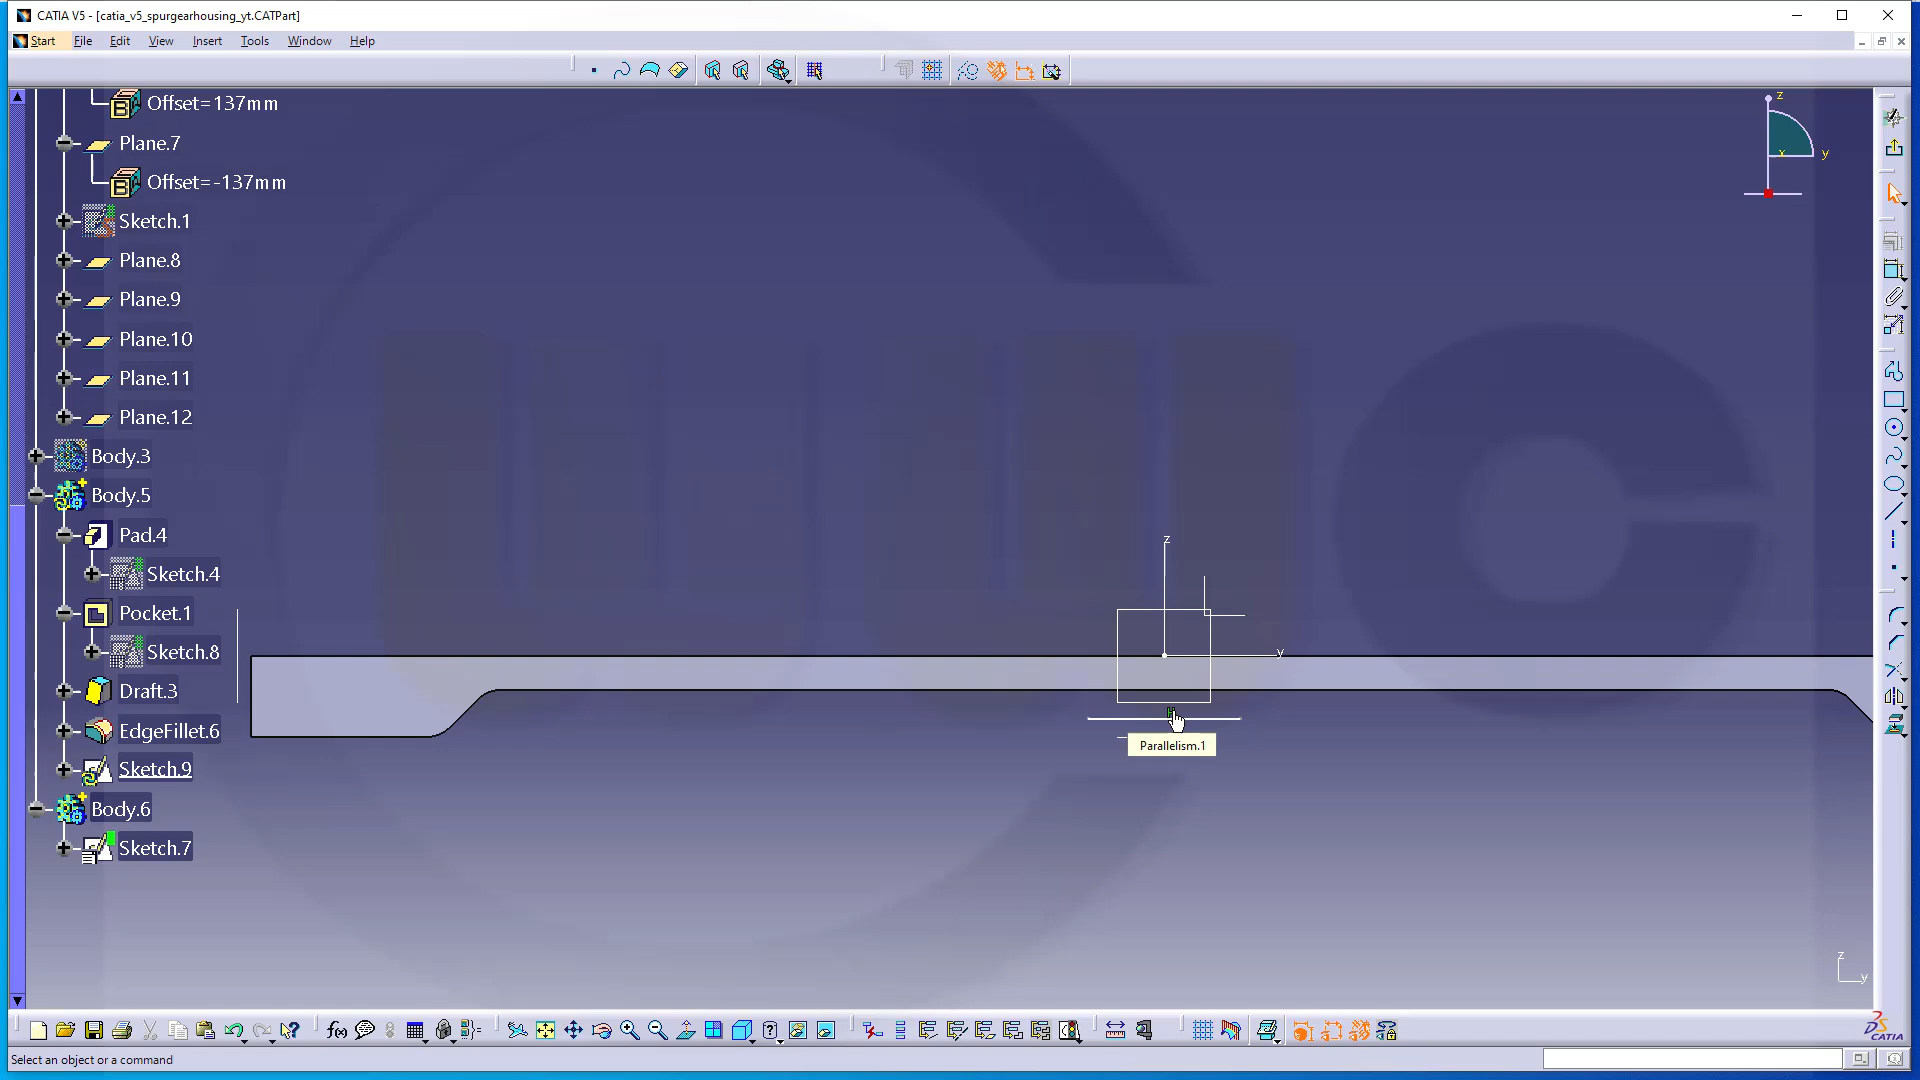 CATIA V5 - [catia_v5_spurgearhousing_yt.CATPart]
Start File Edit View Insert Tools Window Help
Offset=137mm
Plane.7
Offset=-137mm
Sketch.1
Plane.8
Plane.9
Plane.10
Plane.11
Plane.12
Body.3
Body.5
Pad.4
Sketch.4
Pocket.1
Sketch.8
Draft.3
EdgeFillet.6
Sketch.9
Body.6
Sketch.7
z
x
y
z
y
Parallelism.1
z
y
CATIA
Select an object or a command